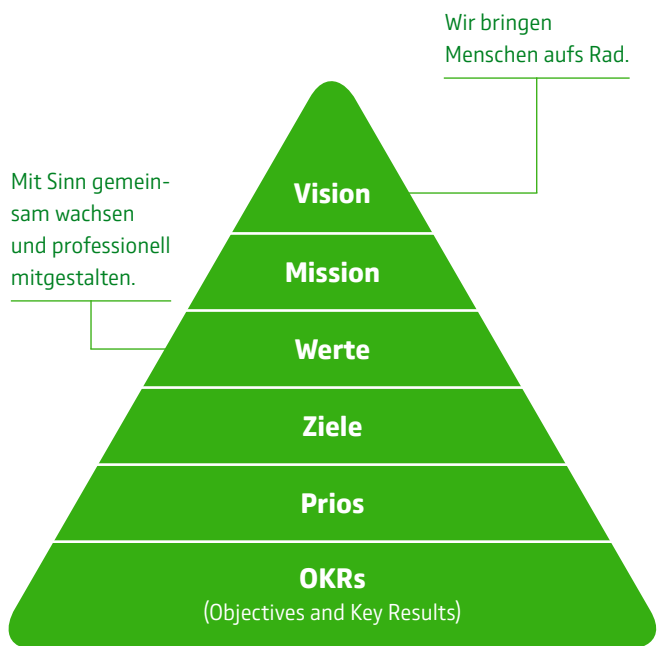 Wir bringen
Menschen aufs Rad.
Mit Sinn gemein-
sam wachsen
und professionell
mitgestalten.
Vision
Mission
Werte
Ziele
Prios
OKRs
(Objectives and Key Results)